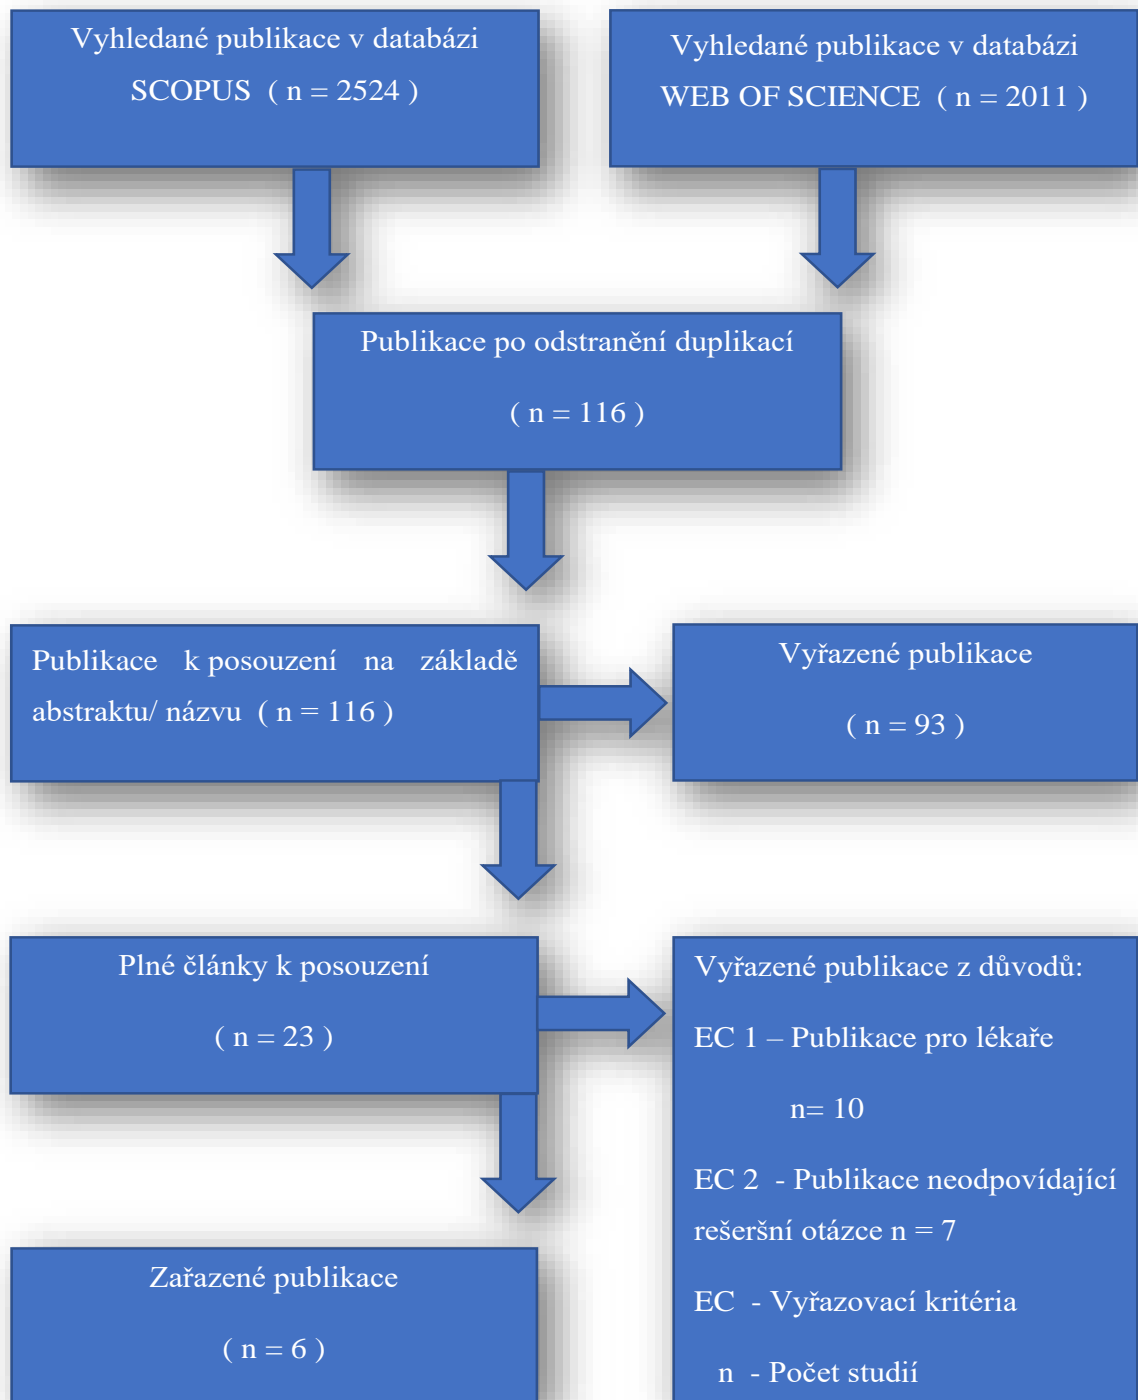 Vyhledané publikace v databázi
SCOPUS ( n = 2524 )
Vyhledané publikace v databázi
WEB OF SCIENCE ( n = 2011 )
Publikace po odstranění duplikací
( n = 116 )
Publikace k posouzení na základě
abstraktu/ názvu ( n = 116 )
Vyřazené publikace
( n = 93 )
Plné články k posouzení
( n = 23 )
Vyřazené publikace z důvodů:
EC 1 – Publikace pro lékaře
n= 10
EC 2 - Publikace neodpovídající
rešeršní otázce n = 7
EC - Vyřazovací kritéria
n - Počet studií
Zařazené publikace
( n = 6 )